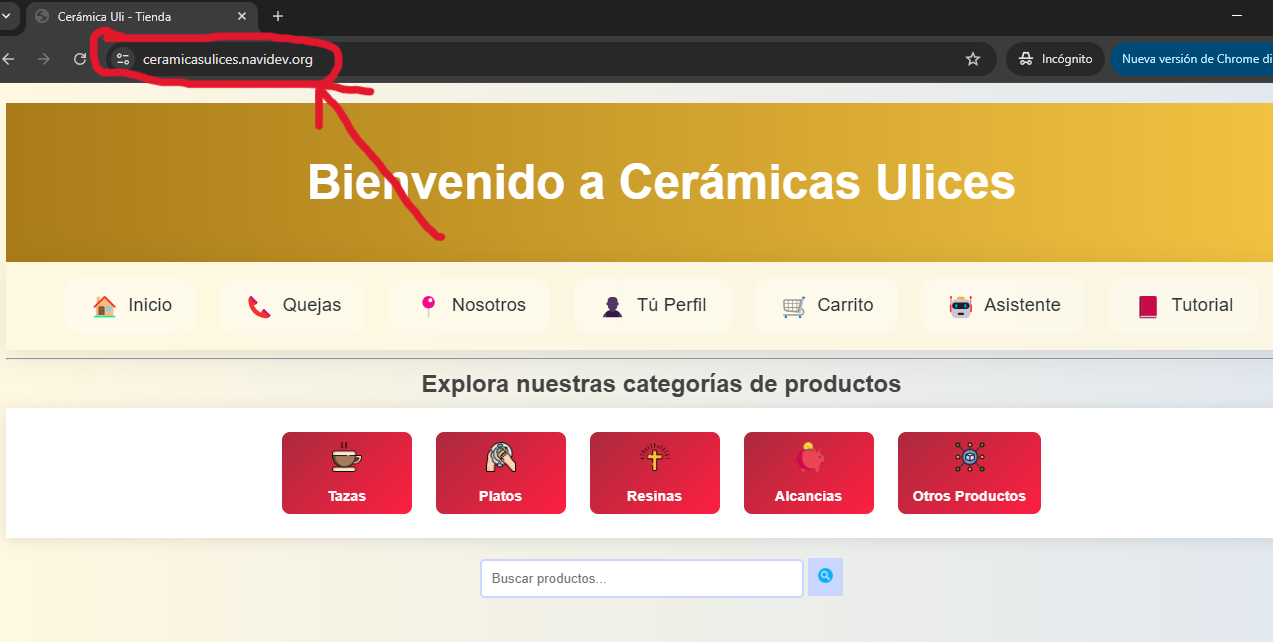 Cerámica Uli - Tienda
ceramicasulices.navidev.org
Incógnito
Nueva versión de Chrome di
Bienvenido a Cerámicas Ulices
Inicio
Quejas
Nosotros
Tú Perfil
Carrito
Asistente
Tutorial
Explora nuestras categorías de productos
Tazas
Platos
Resinas
Alcancias
Otros Productos
Buscar productos...